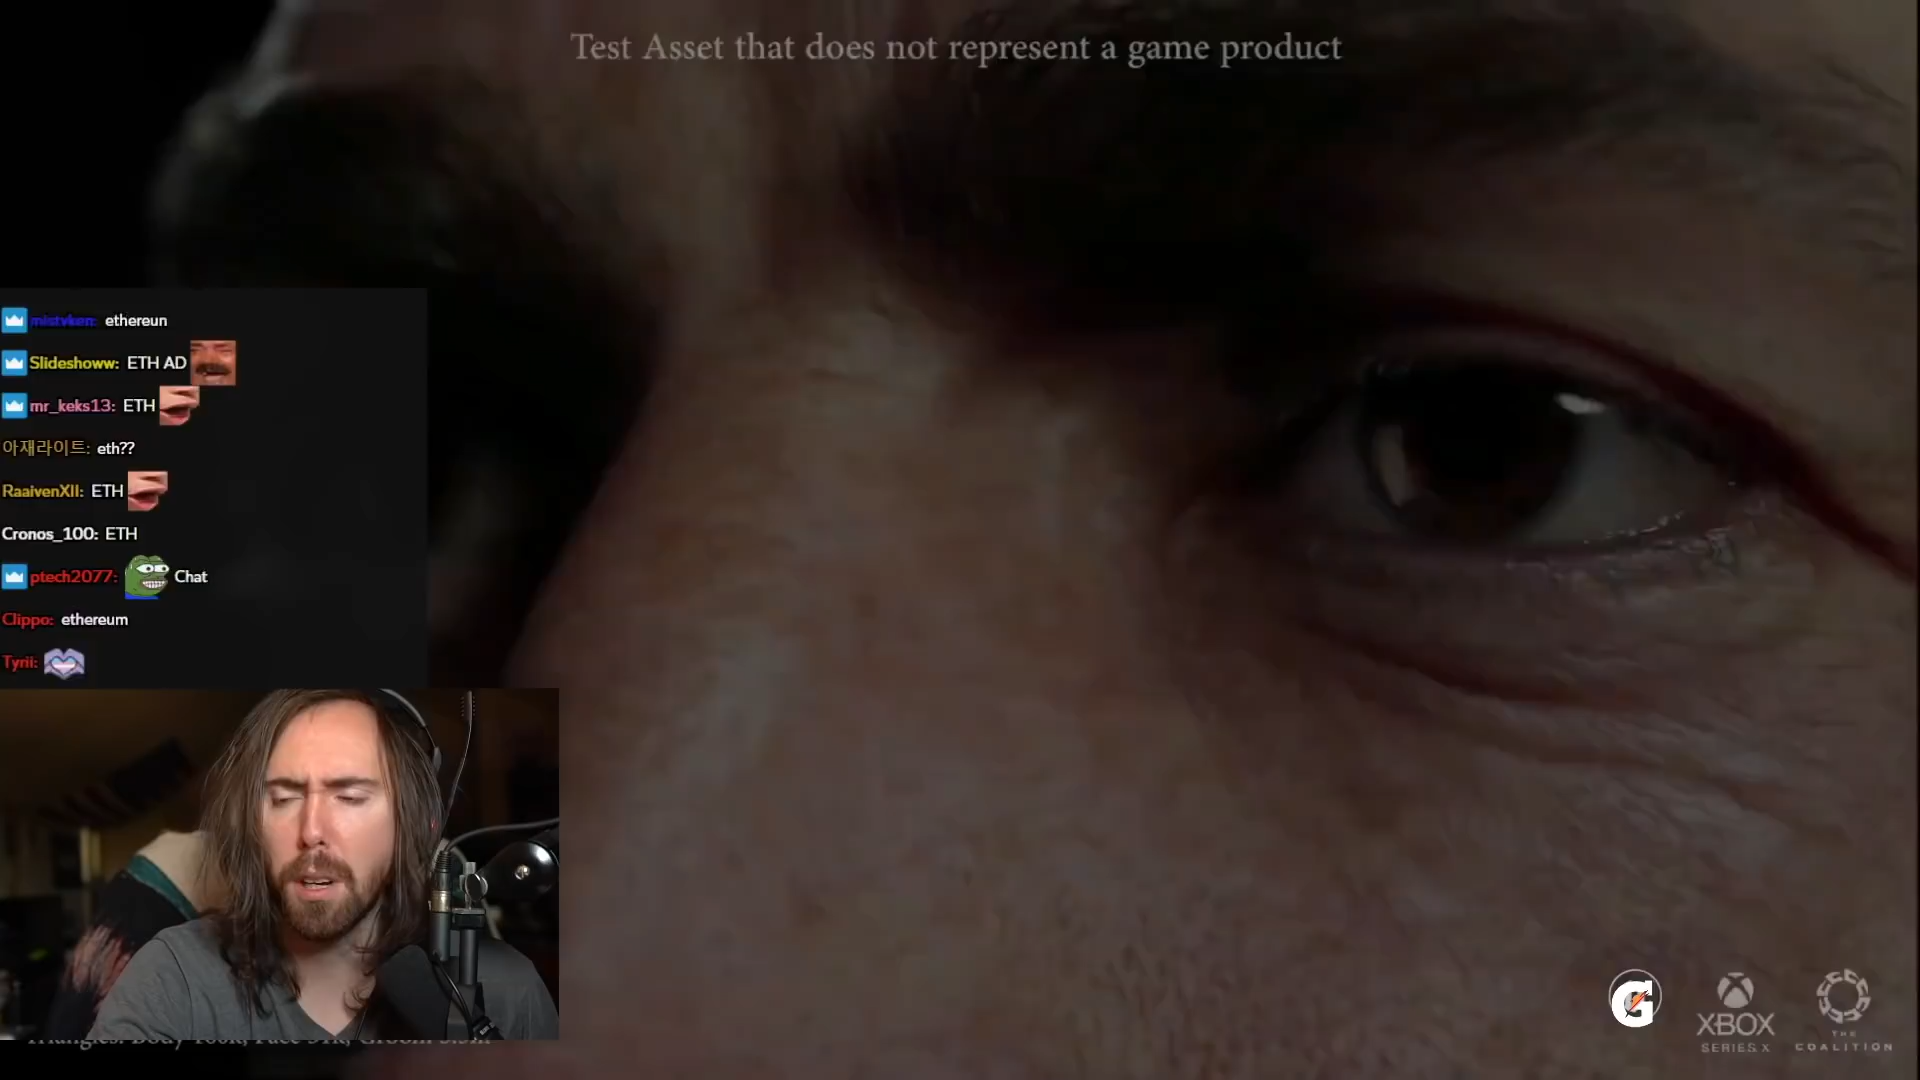 Test Asset that does not represent a game product
mistyken: ethereun
Slideshoww: ETH AD
mr_keks13: ETH
아재라이트: eth??
RaaivenXII: ETH
Cronos_100: ETH
ptech2077: Chat
Clippo: ethereum
Tyrii:
G
XBOX
SERIES X
THE
COALITION